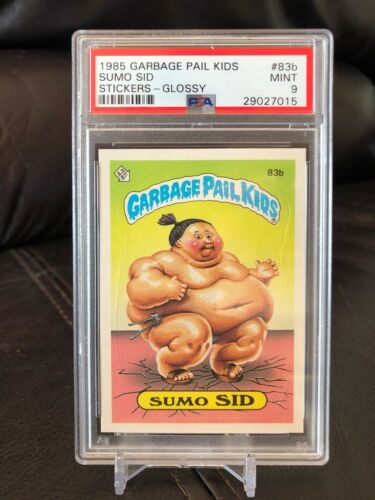 1985 GARBAGE PAIL KIDS #83b
SUMO SID MINT
STICKERS - GLOSSY 9
PSA 29027015
83b
GARBAGE PAIL KIDS
SUMO SID